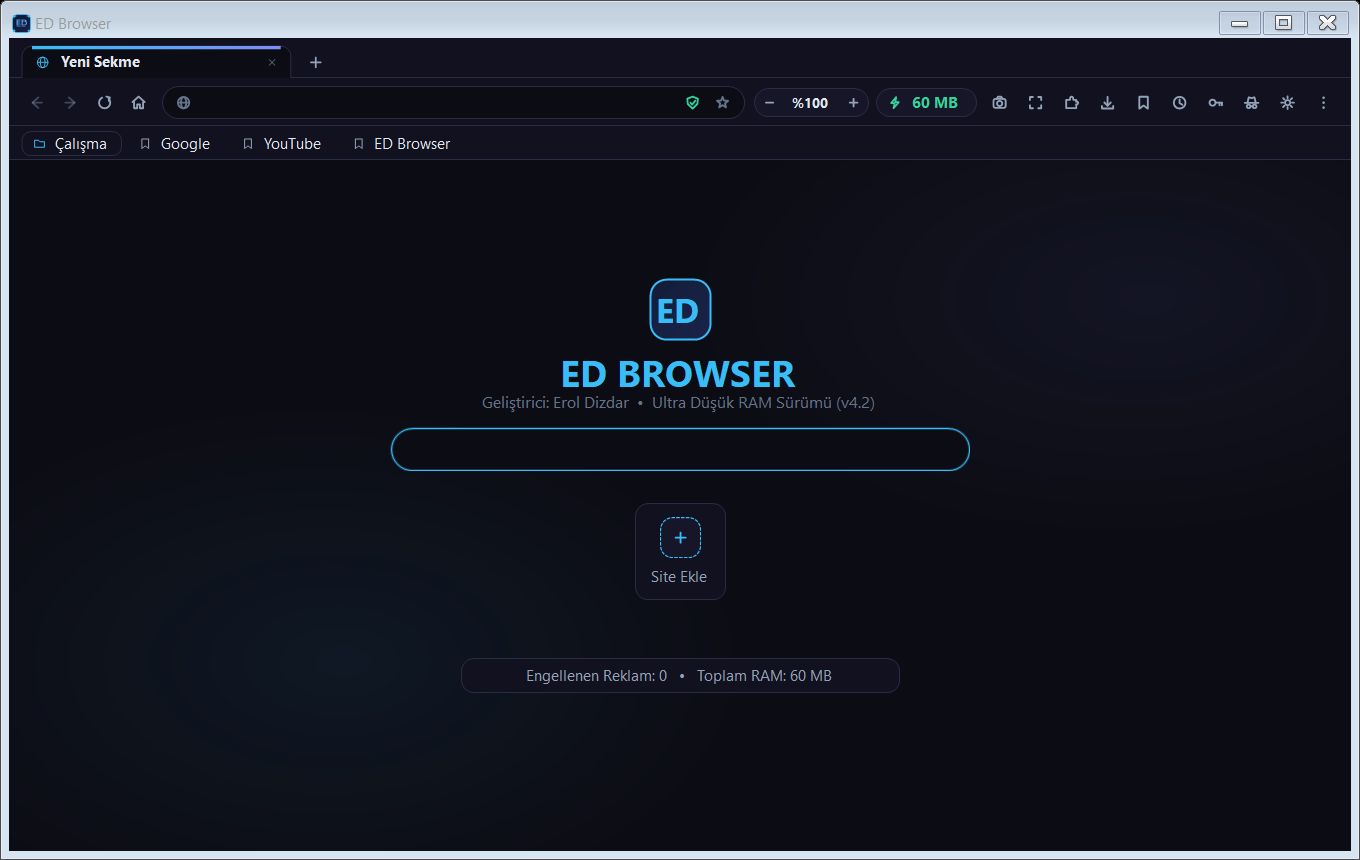 ED ED Browser
Yeni Sekme
%100 60 MB
Çalışma Google YouTube ED Browser
ED
ED BROWSER
Geliştirici: Erol Dizdar • Ultra Düşük RAM Sürümü (v4.2)
Site Ekle
Engellenen Reklam: 0 • Toplam RAM: 60 MB